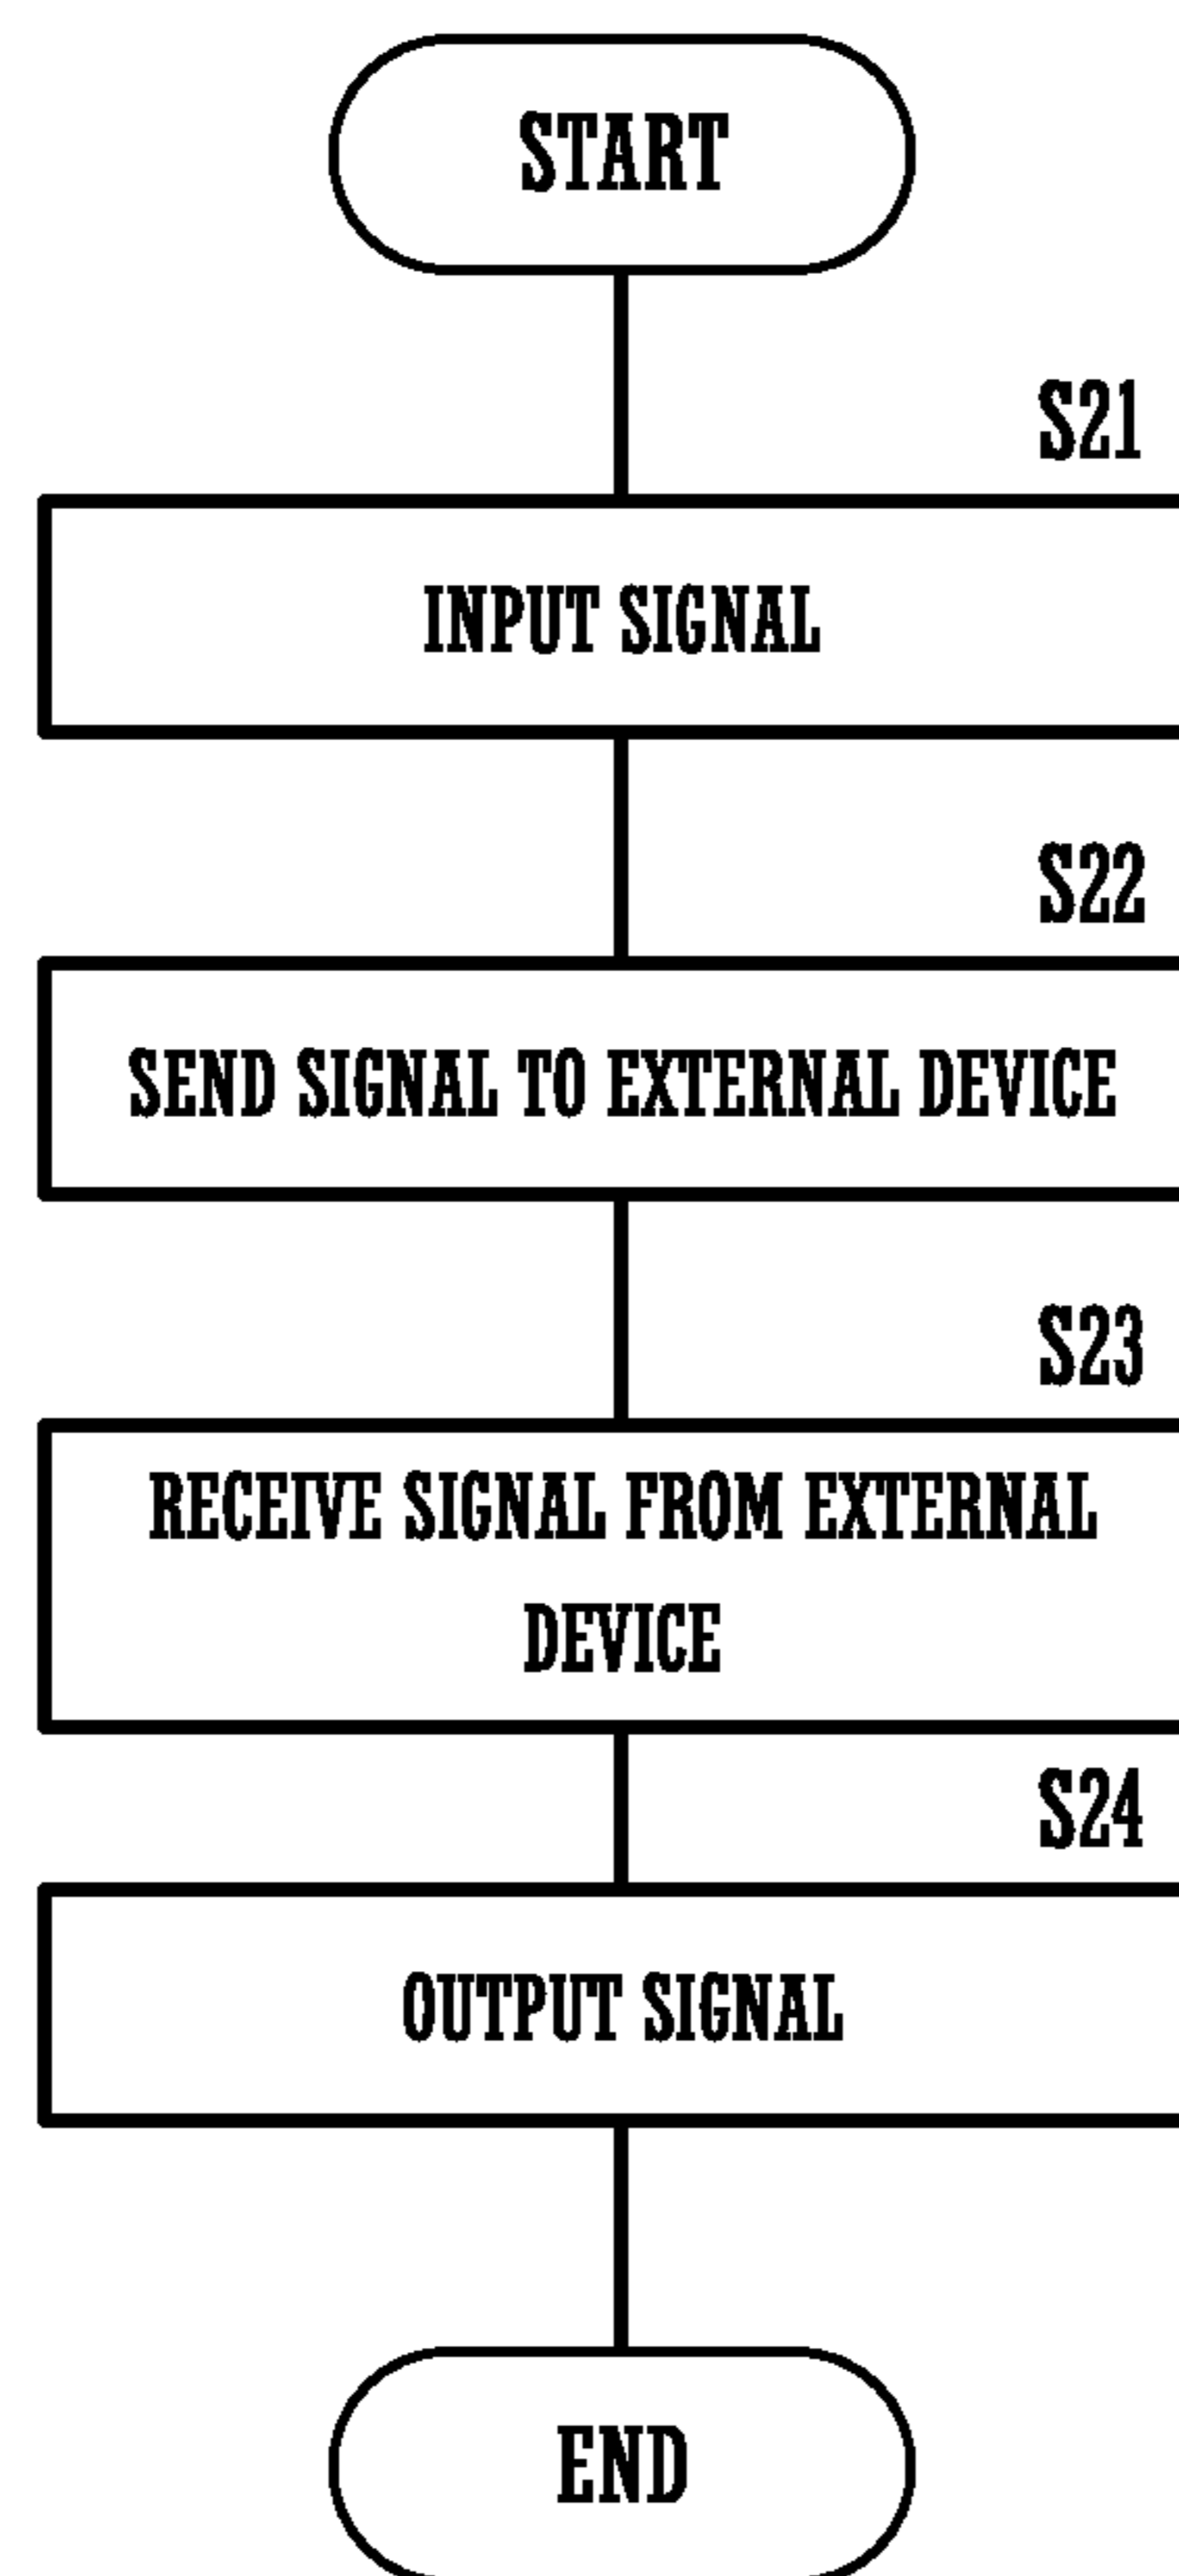 START
S21
INPUT SIGNAL
S22
SEND SIGNAL TO EXTERNAL DEVICE
S23
RECEIVE SIGNAL FROM EXTERNAL
DEVICE
S24
OUTPUT SIGNAL
END